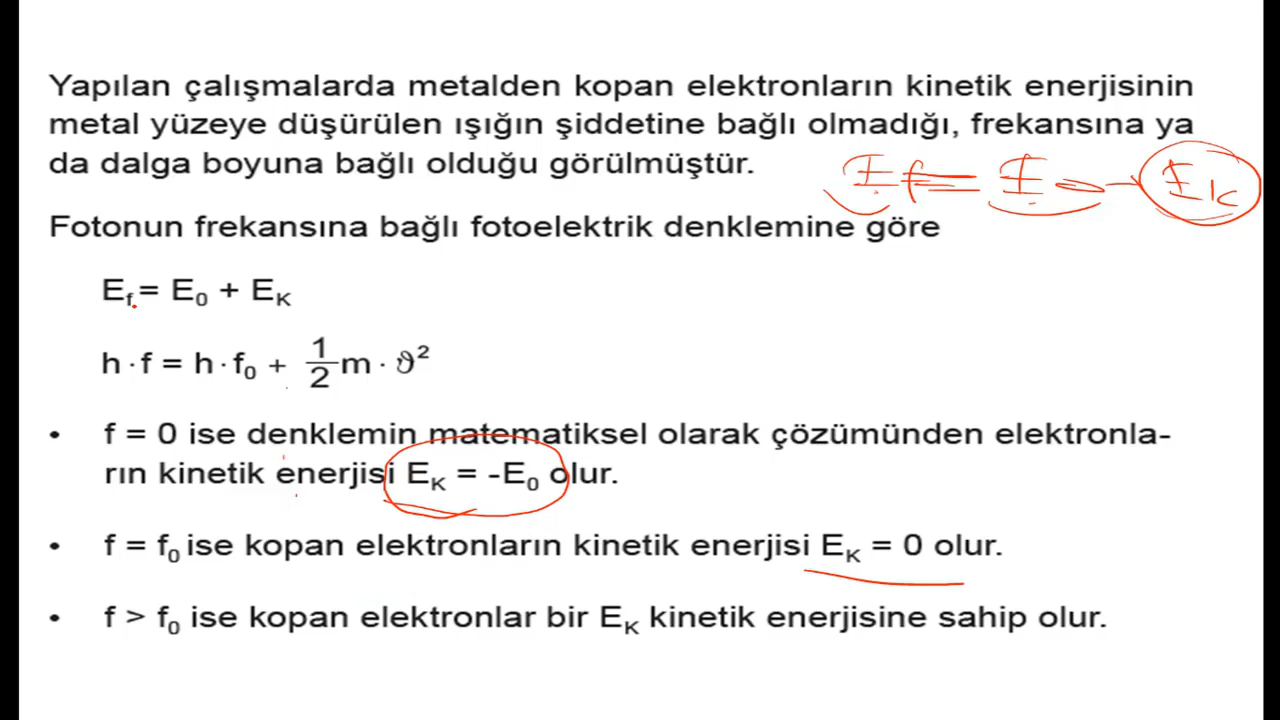 Yapılan çalışmalarda metalden kopan elektronların kinetik enerjisinin
metal yüzeye düşürülen ışığın şiddetine bağlı olmadığı, frekansına ya
da dalga boyuna bağlı olduğu görülmüştür.
Ef = E0 → Ek
Fotonun frekansına bağlı fotoelektrik denklemine göre
E_f = E_0 + E_K
h · f = h · f_0 + 1/2 m · ϑ²
• f = 0 ise denklemin matematiksel olarak çözümünden elektronla-
rın kinetik enerjisi E_K = -E_0 olur.
• f = f_0 ise kopan elektronların kinetik enerjisi E_K = 0 olur.
• f > f_0 ise kopan elektronlar bir E_K kinetik enerjisine sahip olur.